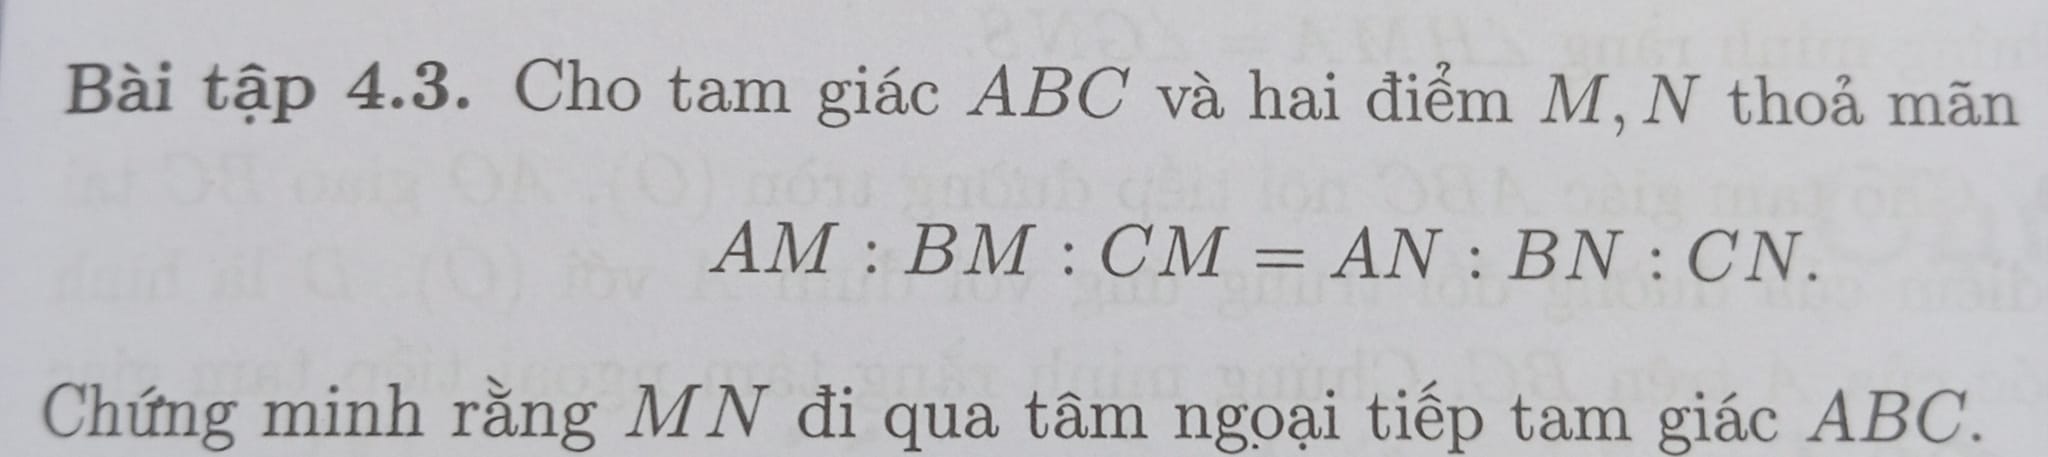 Bài tập 4.3. Cho tam giác ABC và hai điểm M, N thoả mãn
AM : BM : CM = AN : BN : CN.
Chứng minh rằng MN đi qua tâm ngoại tiếp tam giác ABC.